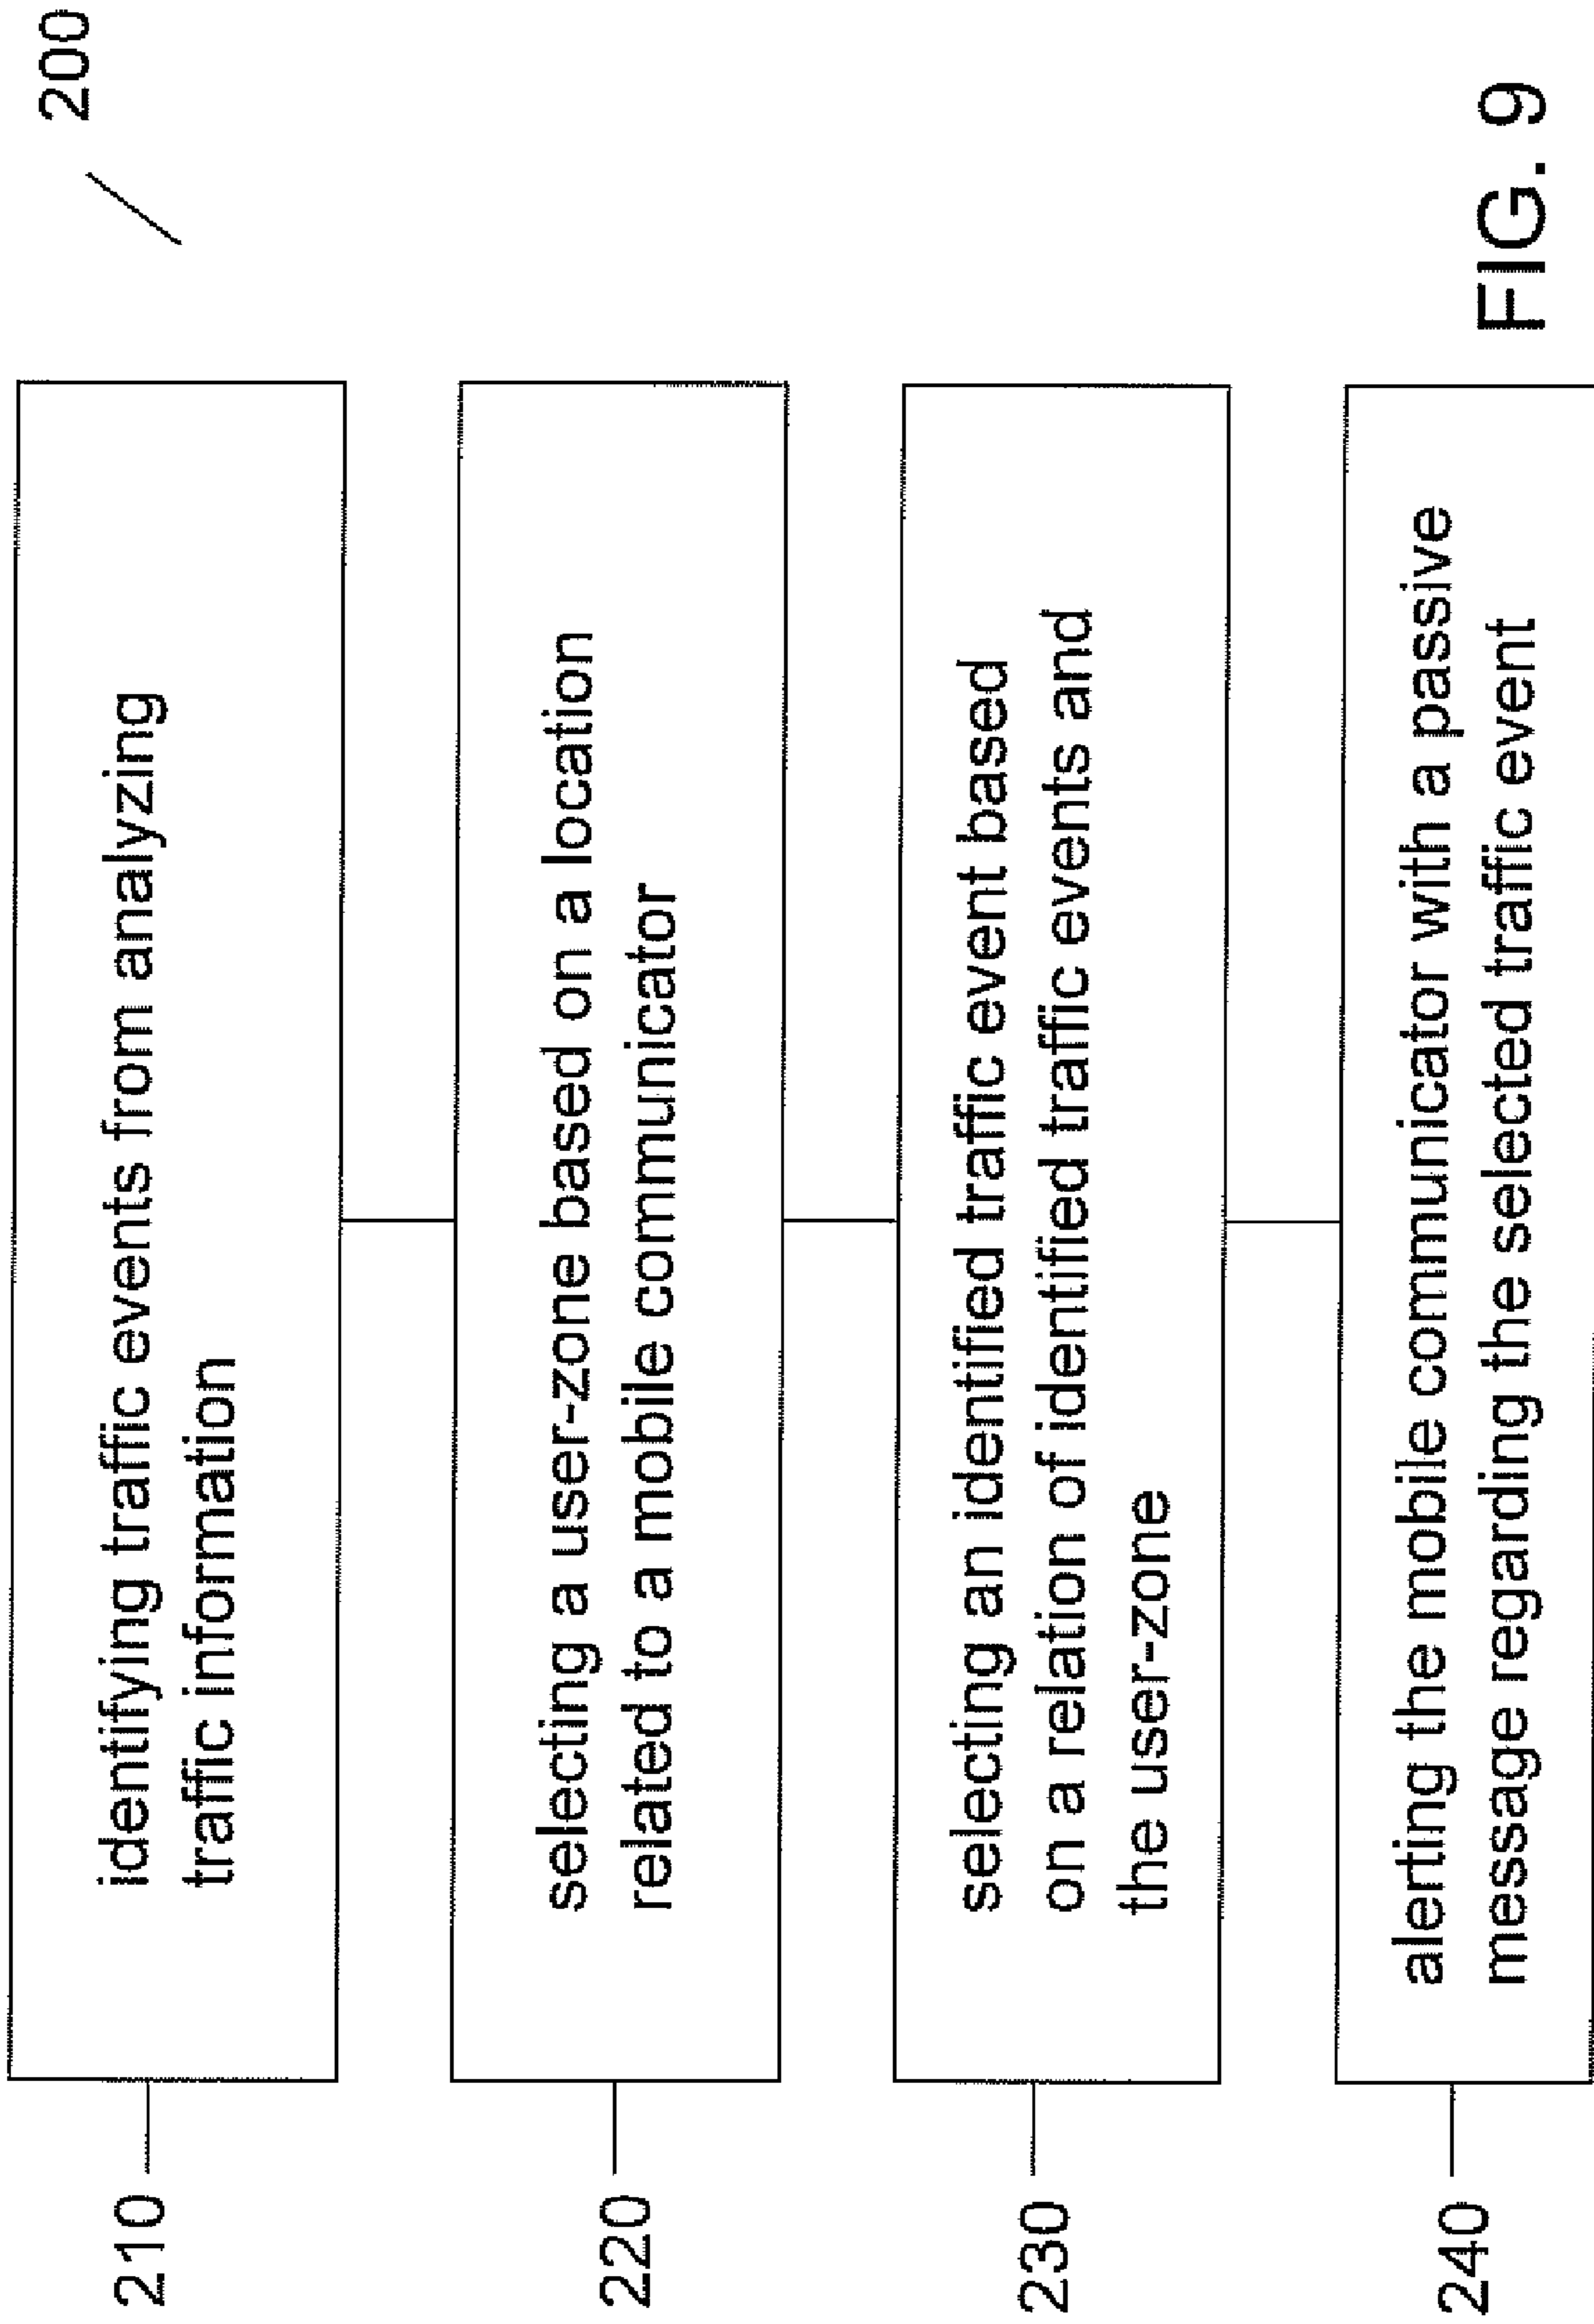 200
210
identifying traffic events from analyzing
traffic information
220
selecting a user-zone based on a location
related to a mobile communicator
230
selecting an identified traffic event based
on a relation of identified traffic events and
the user-zone
240
alerting the mobile communicator with a passive
message regarding the selected traffic event
FIG. 9